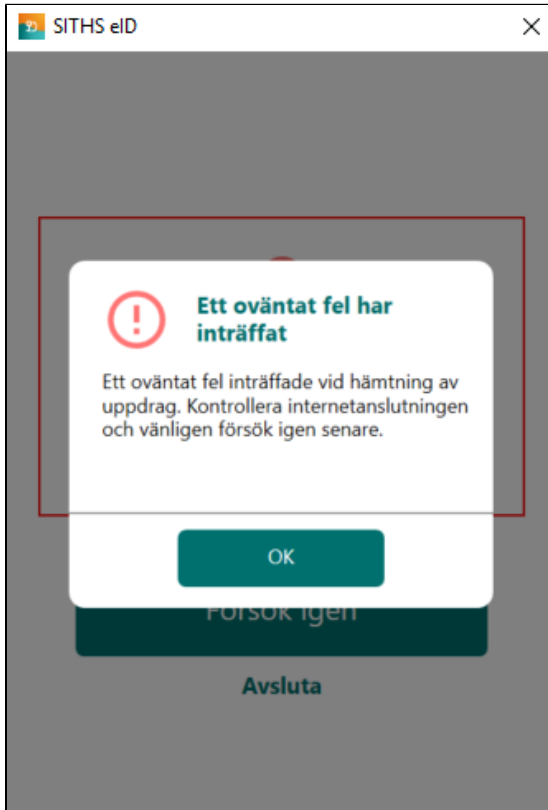 SITHS eID
Ett oväntat fel har
inträffat
Ett oväntat fel inträffade vid hämtning av
uppdrag. Kontrollera internetanslutningen
och vänligen försök igen senare.
OK
Försök igen
Avsluta